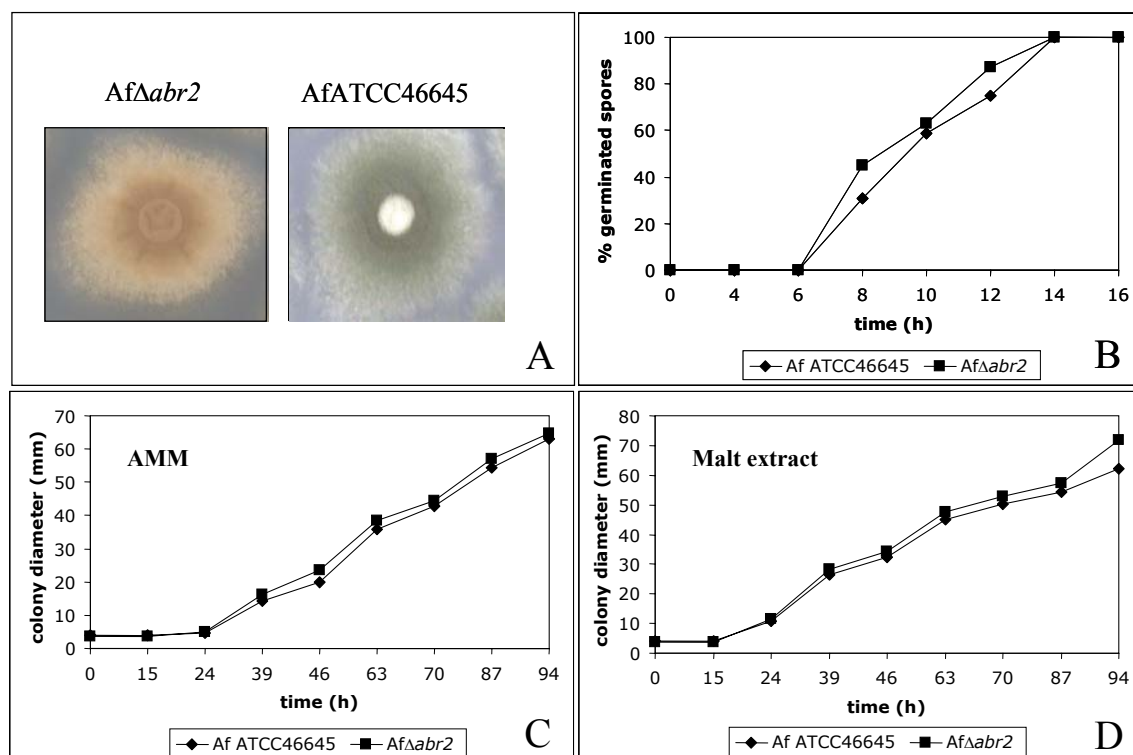 AfΔabr2 AfATCC46645
A
100
80
60
40
20
0
% germinated spores
0 4 6 8 10 12 14 16
time (h)
Af ATCC46645 AfΔabr2
B
70
60
50
40
30
20
10
0
colony diameter (mm)
AMM
0 15 24 39 46 63 70 87 94
time (h)
Af ATCC46645 AfΔabr2
C
80
70
60
50
40
30
20
10
0
colony diameter (mm)
Malt extract
0 15 24 39 46 63 70 87 94
time (h)
Af ATCC46645 AfΔabr2
D